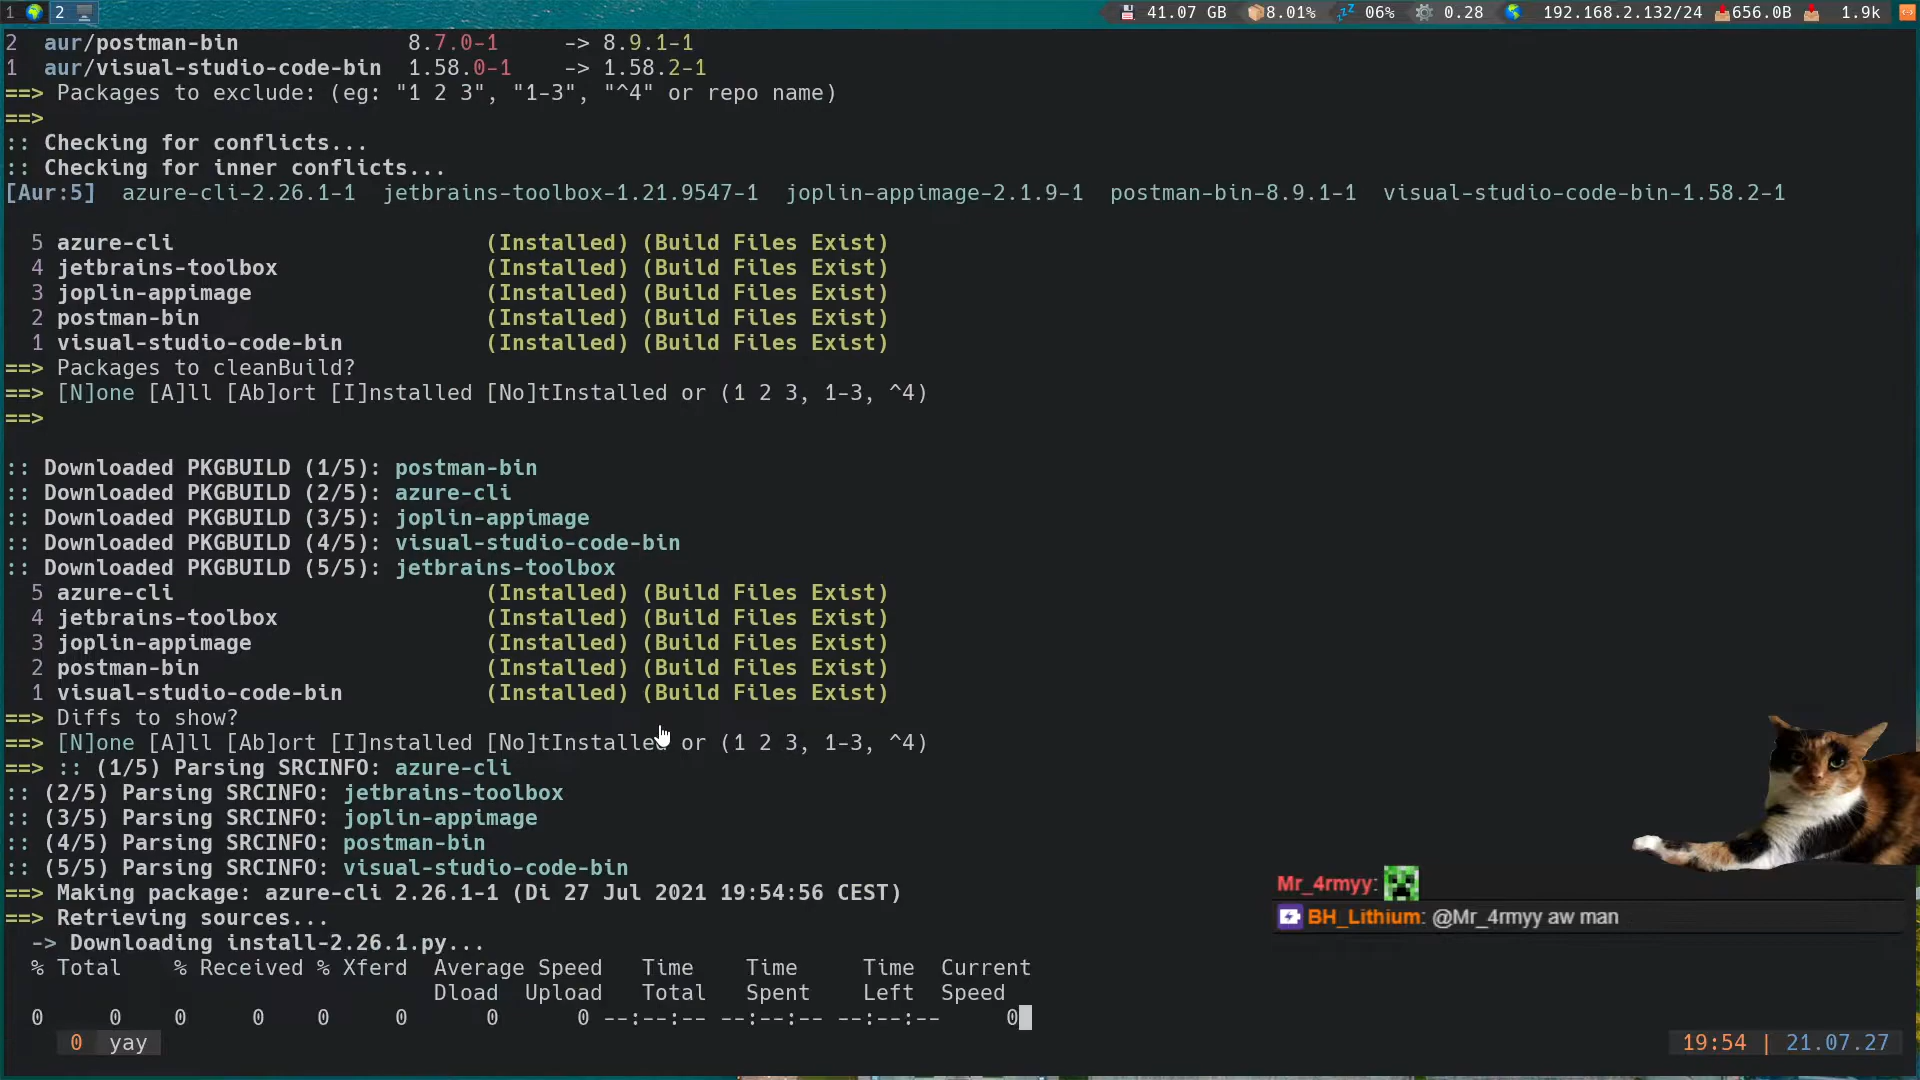 1 2 41.07 GB 8.01% 06% 0.28 192.168.2.132/24 656.0B 1.9k
2 aur/postman-bin 8.7.0-1 -> 8.9.1-1
1 aur/visual-studio-code-bin 1.58.0-1 -> 1.58.2-1
==> Packages to exclude: (eg: "1 2 3", "1-3", "^4" or repo name)
==>
:: Checking for conflicts...
:: Checking for inner conflicts...
[Aur:5] azure-cli-2.26.1-1 jetbrains-toolbox-1.21.9547-1 joplin-appimage-2.1.9-1 postman-bin-8.9.1-1 visual-studio-code-bin-1.58.2-1
5 azure-cli (Installed) (Build Files Exist)
4 jetbrains-toolbox (Installed) (Build Files Exist)
3 joplin-appimage (Installed) (Build Files Exist)
2 postman-bin (Installed) (Build Files Exist)
1 visual-studio-code-bin (Installed) (Build Files Exist)
==> Packages to cleanBuild?
==> [N]one [A]ll [Ab]ort [I]nstalled [No]tInstalled or (1 2 3, 1-3, ^4)
==>
:: Downloaded PKGBUILD (1/5): postman-bin
:: Downloaded PKGBUILD (2/5): azure-cli
:: Downloaded PKGBUILD (3/5): joplin-appimage
:: Downloaded PKGBUILD (4/5): visual-studio-code-bin
:: Downloaded PKGBUILD (5/5): jetbrains-toolbox
5 azure-cli (Installed) (Build Files Exist)
4 jetbrains-toolbox (Installed) (Build Files Exist)
3 joplin-appimage (Installed) (Build Files Exist)
2 postman-bin (Installed) (Build Files Exist)
1 visual-studio-code-bin (Installed) (Build Files Exist)
==> Diffs to show?
==> [N]one [A]ll [Ab]ort [I]nstalled [No]tInstalled or (1 2 3, 1-3, ^4)
==> :: (1/5) Parsing SRCINFO: azure-cli
:: (2/5) Parsing SRCINFO: jetbrains-toolbox
:: (3/5) Parsing SRCINFO: joplin-appimage
:: (4/5) Parsing SRCINFO: postman-bin
:: (5/5) Parsing SRCINFO: visual-studio-code-bin
==> Making package: azure-cli 2.26.1-1 (Di 27 Jul 2021 19:54:56 CEST)
==> Retrieving sources...
-> Downloading install-2.26.1.py...
% Total % Received % Xferd Average Speed Time Time Time Current
Dload Upload Total Spent Left Speed
0 0 0 0 0 0 0 0 --:--:-- --:--:-- --:--:-- 0
0 yay
Mr_4rmyy:
BH_Lithium: @Mr_4rmyy aw man
19:54 | 21.07.27